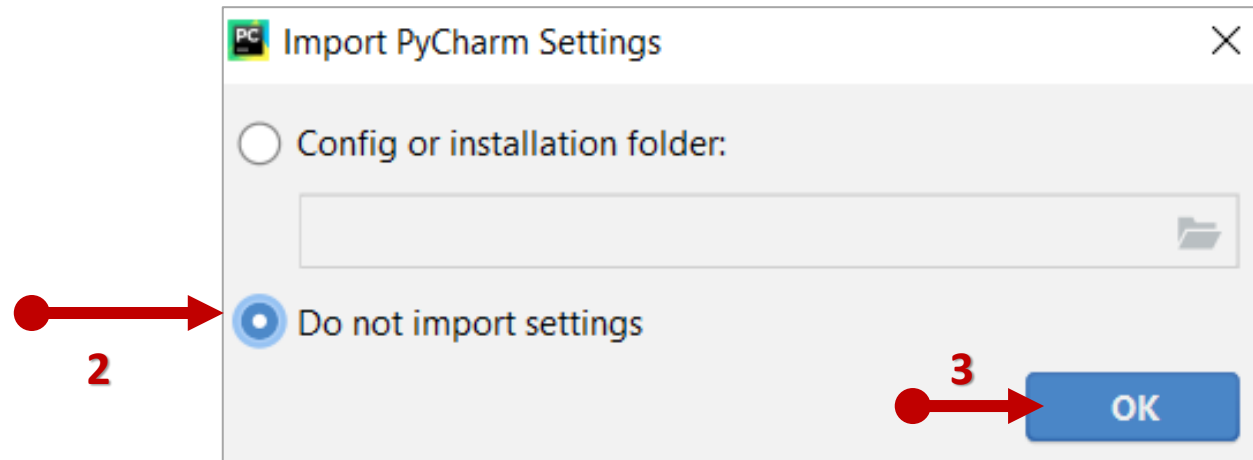 PC Import PyCharm Settings
Config or installation folder:
Do not import settings
2
3
OK